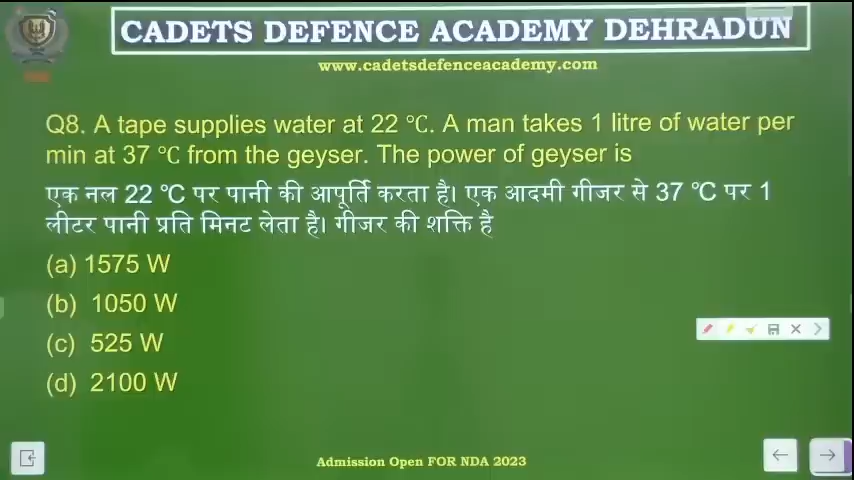 CADETS DEFENCE ACADEMY DEHRADUN
www.cadetsdefenceacademy.com
Q8. A tape supplies water at 22 °C. A man takes 1 litre of water per
min at 37 °C from the geyser. The power of geyser is
एक नल 22 °C पर पानी की आपूर्ति करता है। एक आदमी गीजर से 37 °C पर 1
लीटर पानी प्रति मिनट लेता है। गीजर की शक्ति है
(a) 1575 W
(b) 1050 W
(c) 525 W
(d) 2100 W
Admission Open FOR NDA 2023